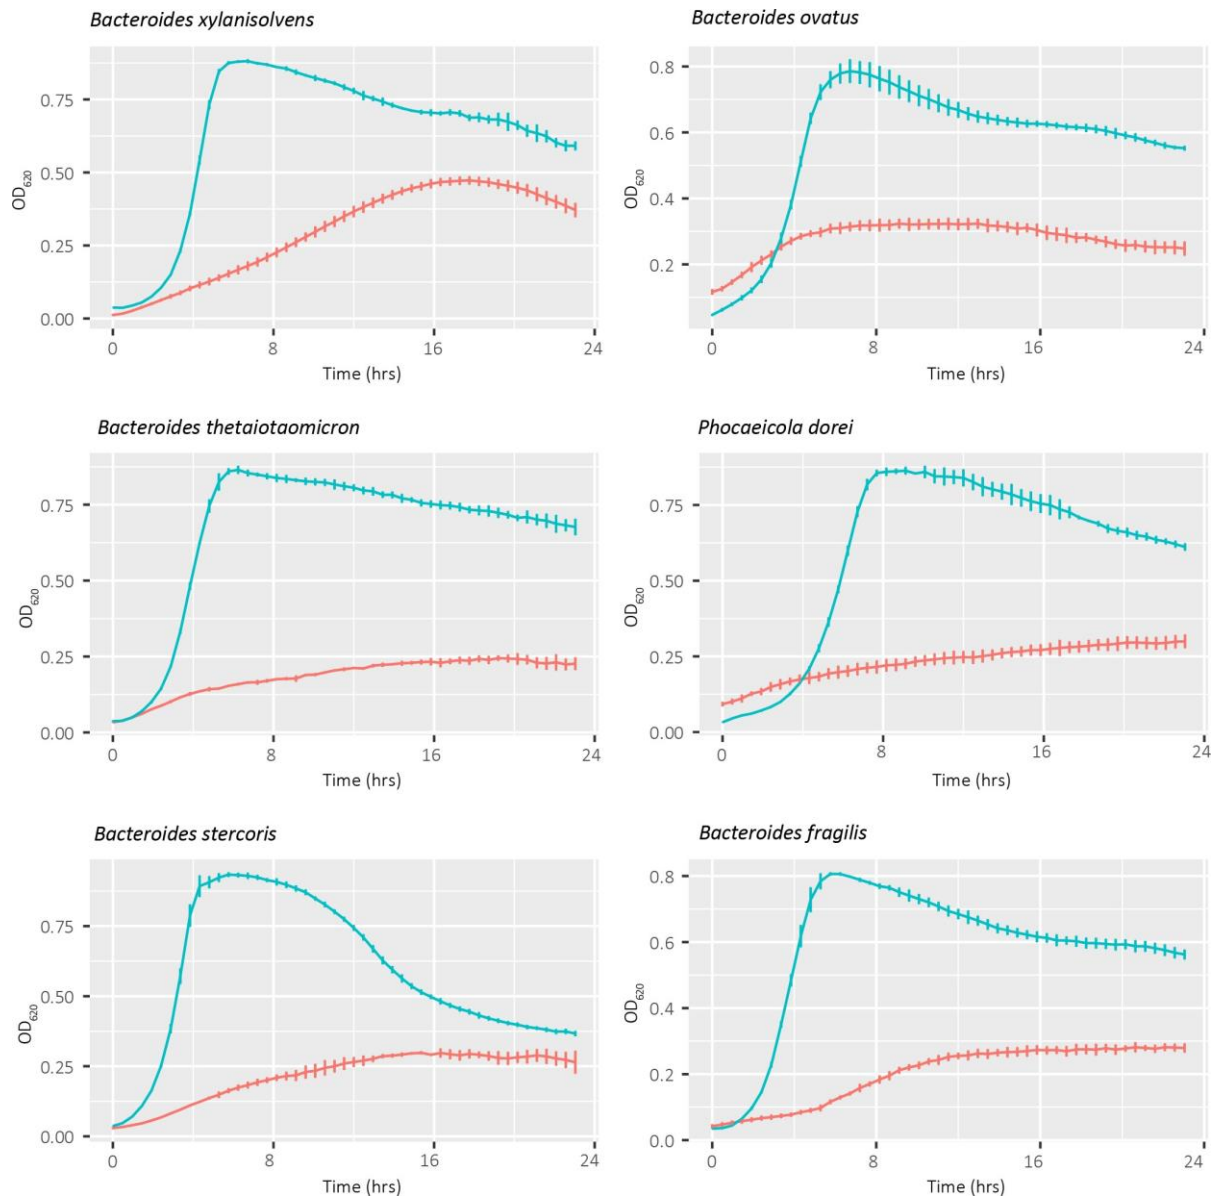 Bacteroides xylanisolvens
OD620
0.75
0.50
0.25
0.00
0 8 16 24
Time (hrs)
Bacteroides ovatus
OD620
0.8
0.6
0.4
0.2
0 8 16 24
Time (hrs)
Bacteroides thetaiotaomicron
OD620
0.75
0.50
0.25
0.00
0 8 16 24
Time (hrs)
Phocaeicola dorei
OD620
0.75
0.50
0.25
0.00
0 8 16 24
Time (hrs)
Bacteroides stercoris
OD620
0.75
0.50
0.25
0.00
0 8 16 24
Time (hrs)
Bacteroides fragilis
OD620
0.8
0.6
0.4
0.2
0.0
0 8 16 24
Time (hrs)